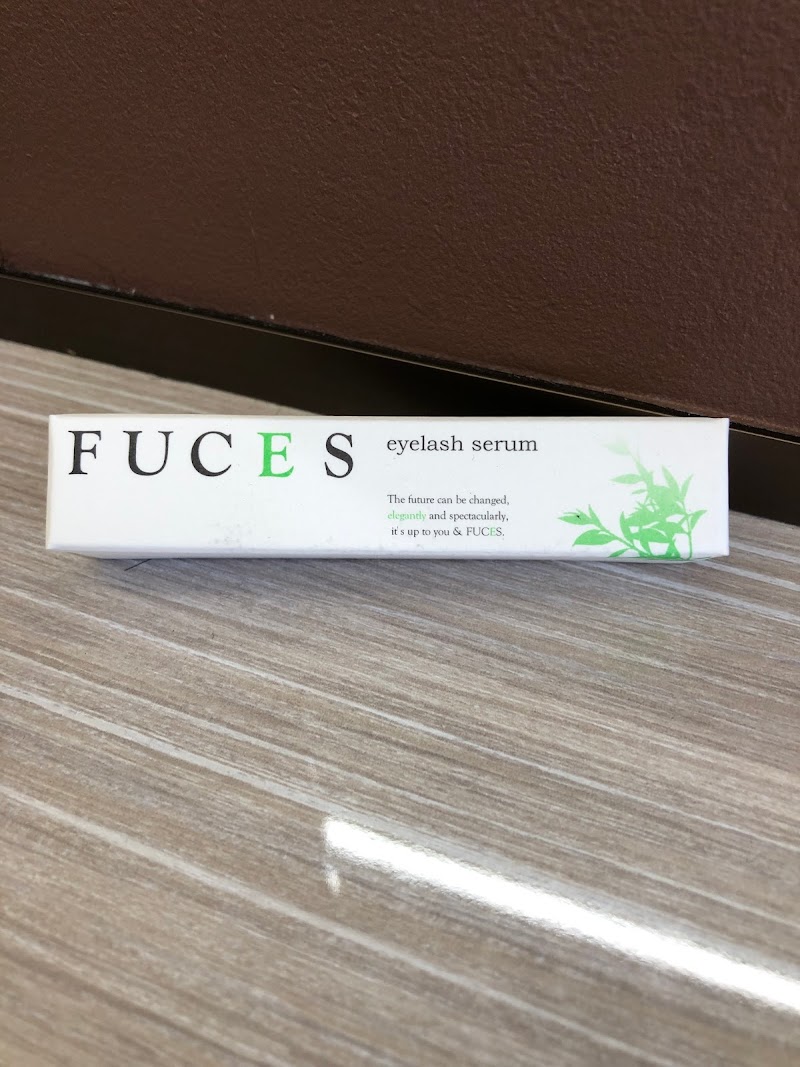 FUCES
eyelash serum
The future can be changed,
elegantly and spectacularly,
it's up to you & FUCES.